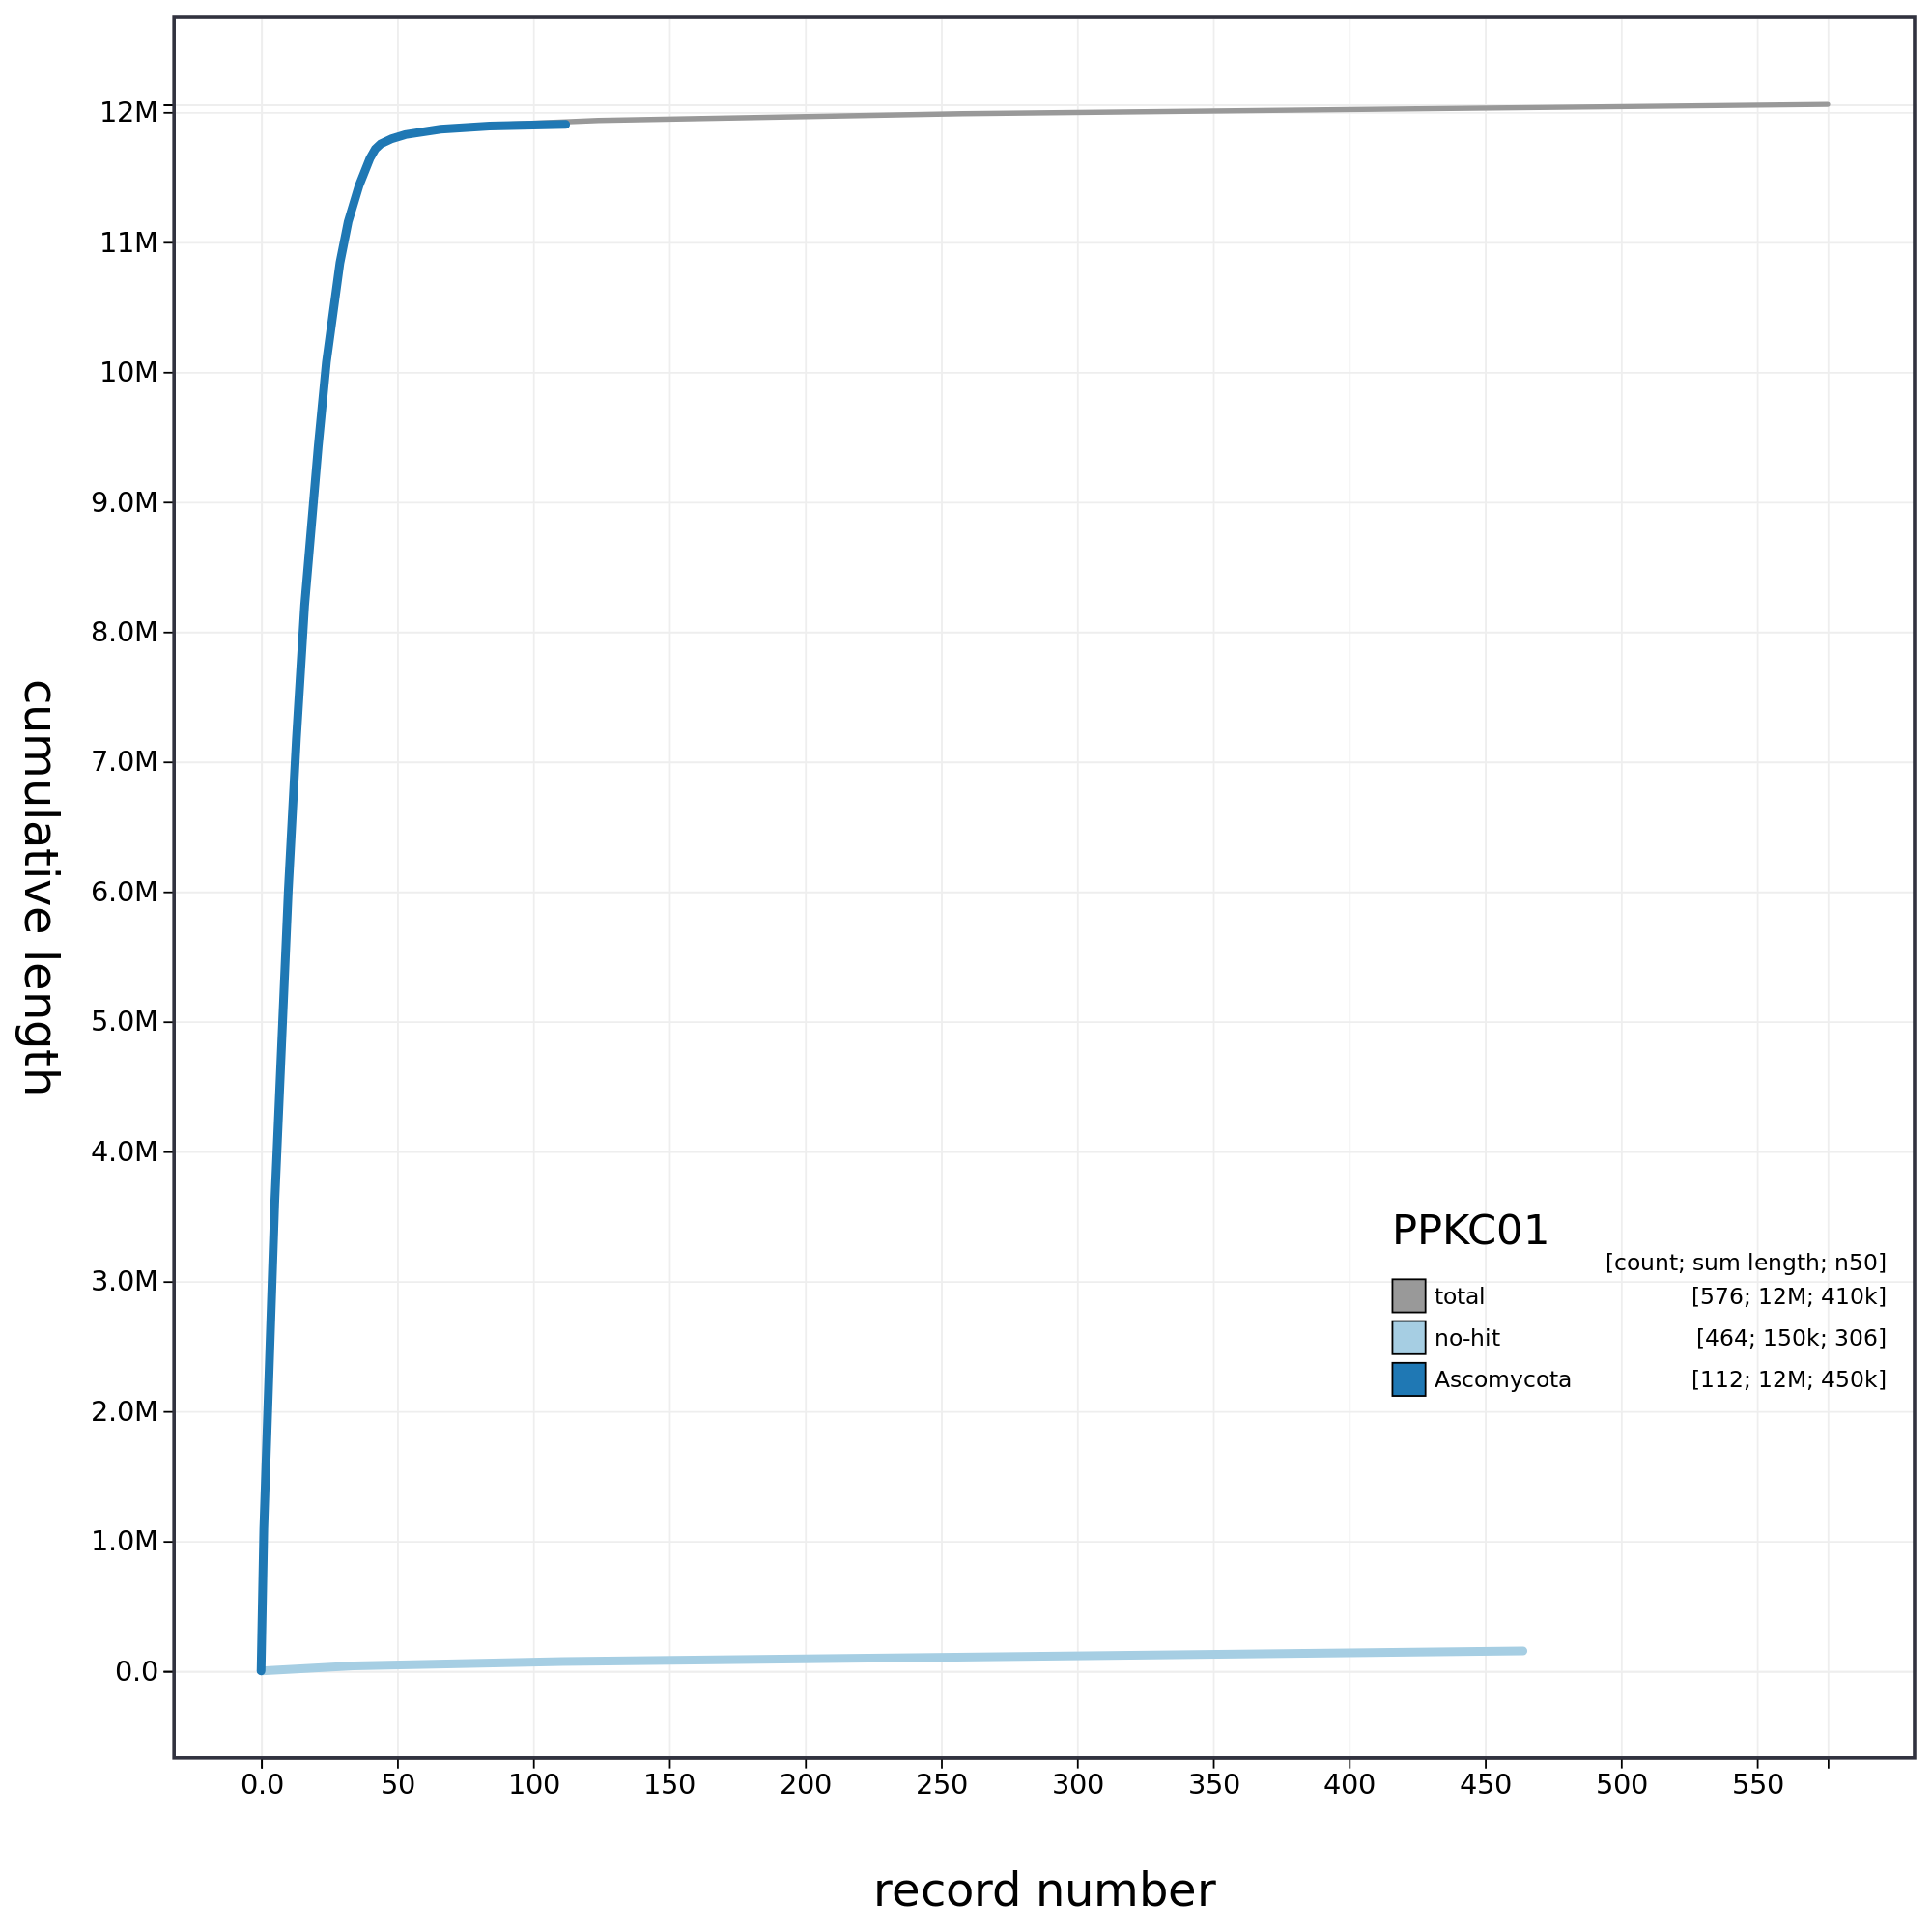 12M
11M
10M
9.0M
8.0M
7.0M
6.0M
5.0M
4.0M
3.0M
2.0M
1.0M
0.0
cumulative length
PPKC01
[count; sum length; n50]
total [576; 12M; 410k]
no-hit [464; 150k; 306]
Ascomycota [112; 12M; 450k]
0.0 50 100 150 200 250 300 350 400 450 500 550
record number